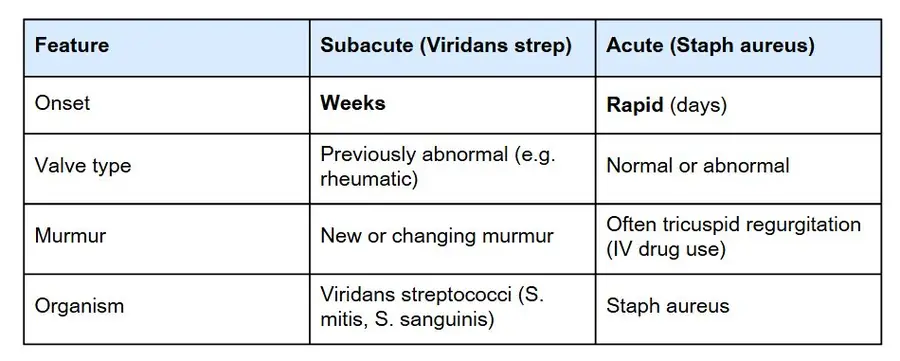 Feature Subacute (Viridans strep) Acute (Staph aureus)
Onset Weeks Rapid (days)
Valve type Previously abnormal (e.g.
rheumatic) Normal or abnormal
Murmur New or changing murmur Often tricuspid regurgitation
(IV drug use)
Organism Viridans streptococci (S.
mitis, S. sanguinis) Staph aureus